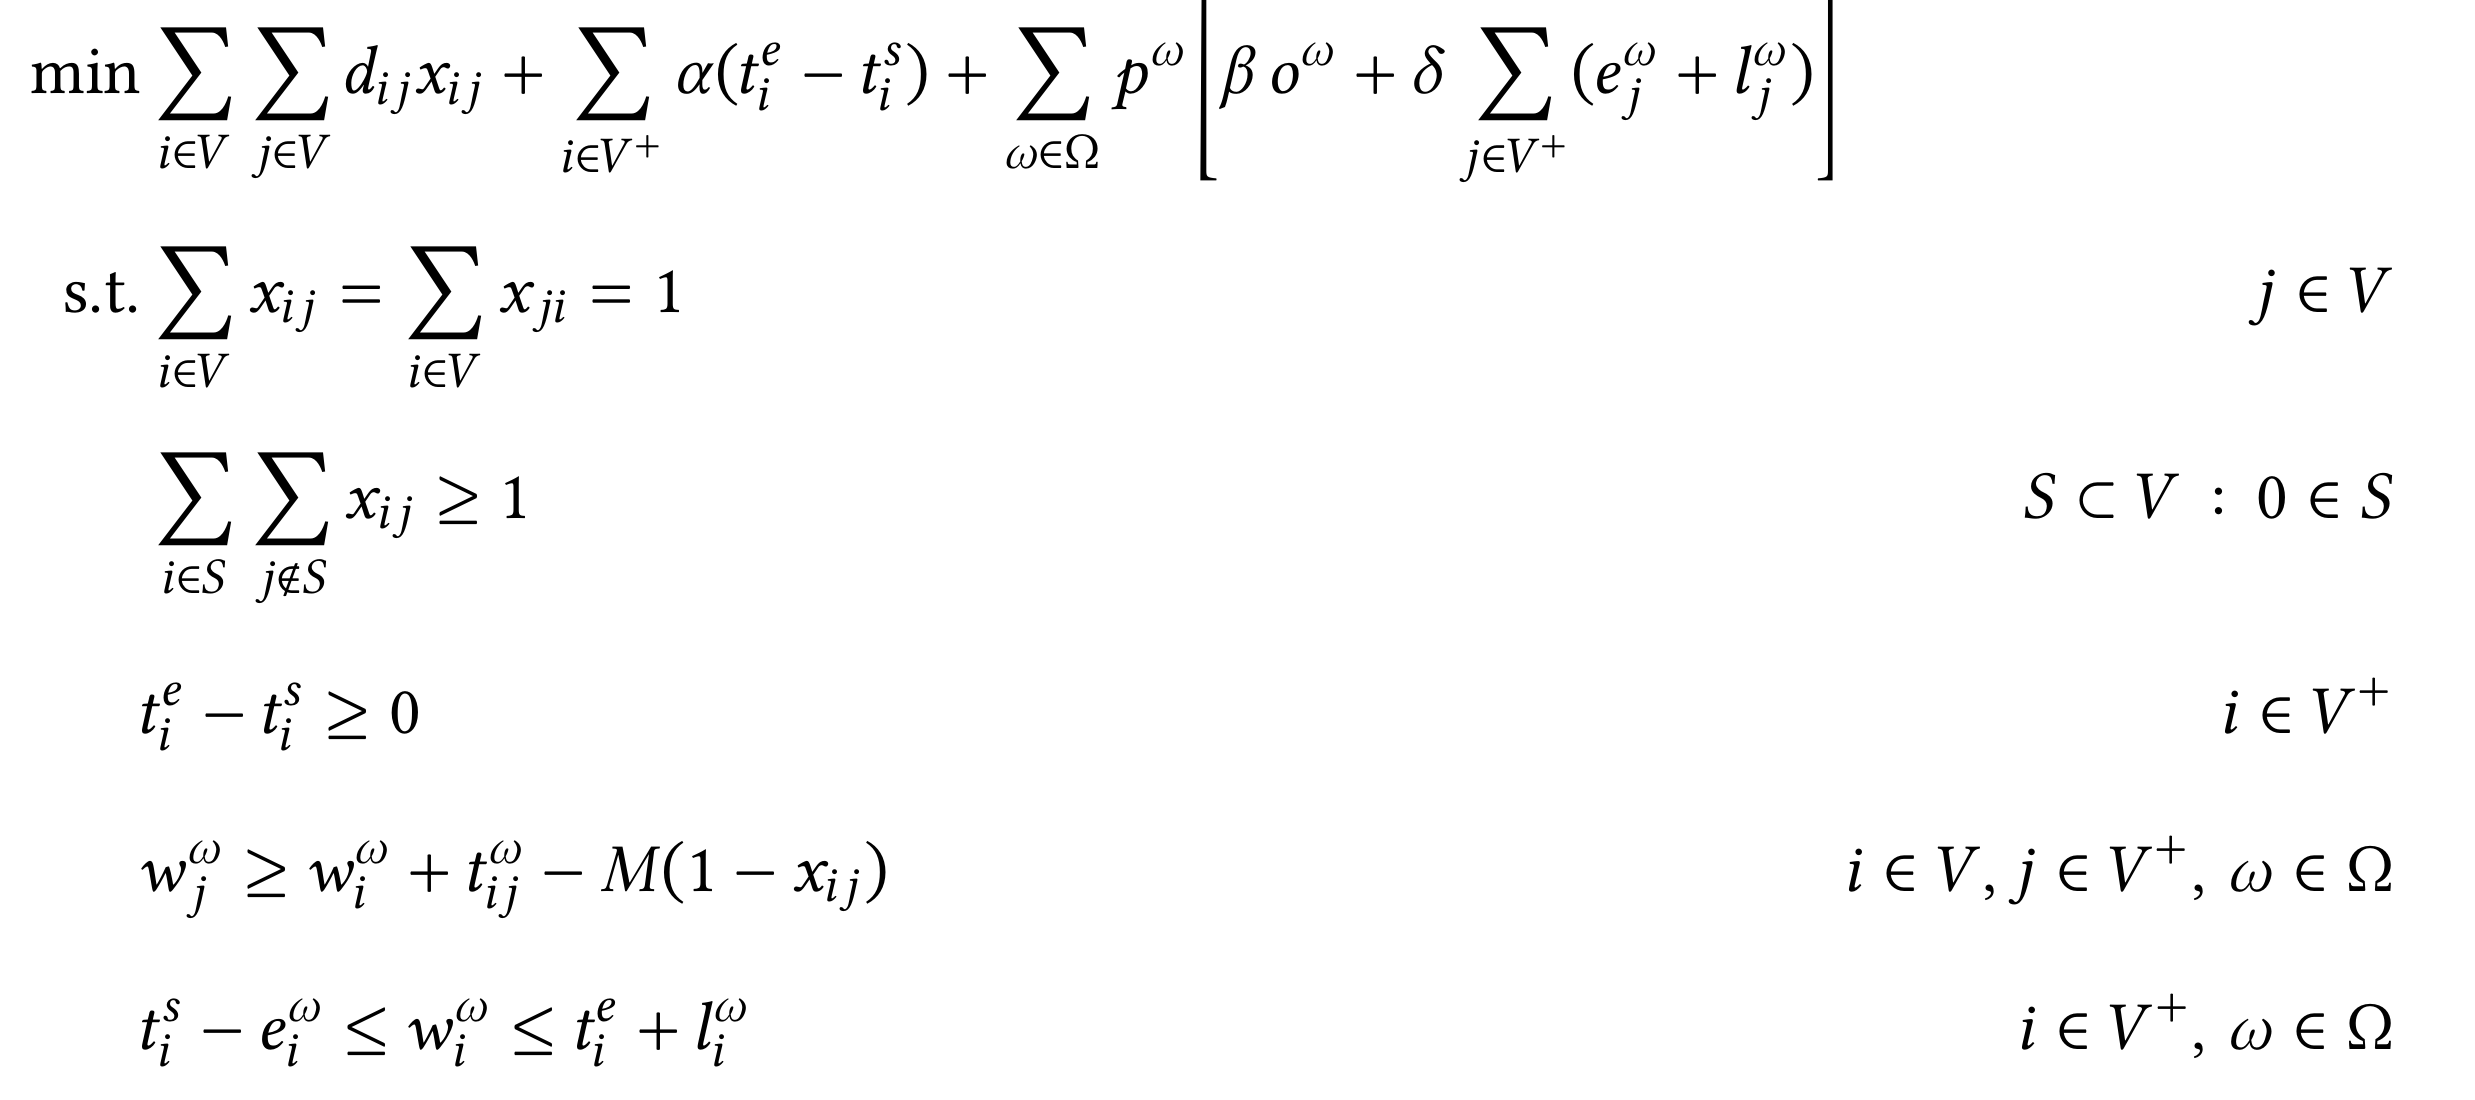 min ∑_{i∈V} ∑_{j∈V} d_{ij}x_{ij} + ∑_{i∈V^+} α(t_i^e − t_i^s) + ∑_{ω∈Ω} p^ω [β o^ω + δ ∑_{j∈V^+} (e_j^ω + l_j^ω)]
s.t. ∑_{i∈V} x_{ij} = ∑_{i∈V} x_{ji} = 1 j ∈ V
∑_{i∈S} ∑_{j∉S} x_{ij} ≥ 1 S ⊂ V : 0 ∈ S
t_i^e − t_i^s ≥ 0 i ∈ V^+
w_j^ω ≥ w_i^ω + t_{ij}^ω − M(1 − x_{ij}) i ∈ V, j ∈ V^+, ω ∈ Ω
t_i^s − e_i^ω ≤ w_i^ω ≤ t_i^e + l_i^ω i ∈ V^+, ω ∈ Ω